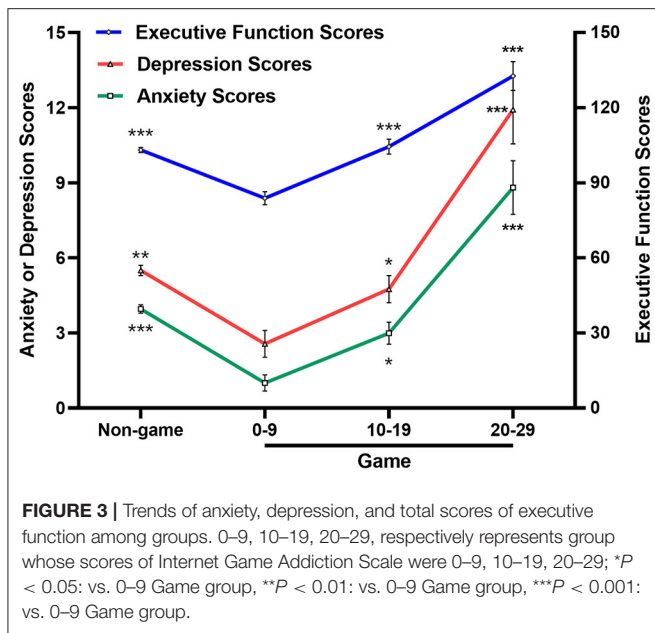 15
12
9
6
3
0
Anxiety or Depression Scores
Executive Function Scores
Depression Scores
Anxiety Scores
***
***
***
***
**
*
***
***
*
150
120
90
60
30
0
Executive Function Scores
Non-game
0-9
10-19
20-29
Game
FIGURE 3 | Trends of anxiety, depression, and total scores of executive
function among groups. 0–9, 10–19, 20–29, respectively represents group
whose scores of Internet Game Addiction Scale were 0–9, 10–19, 20–29; *P
< 0.05: vs. 0–9 Game group, **P < 0.01: vs. 0–9 Game group, ***P < 0.001:
vs. 0–9 Game group.